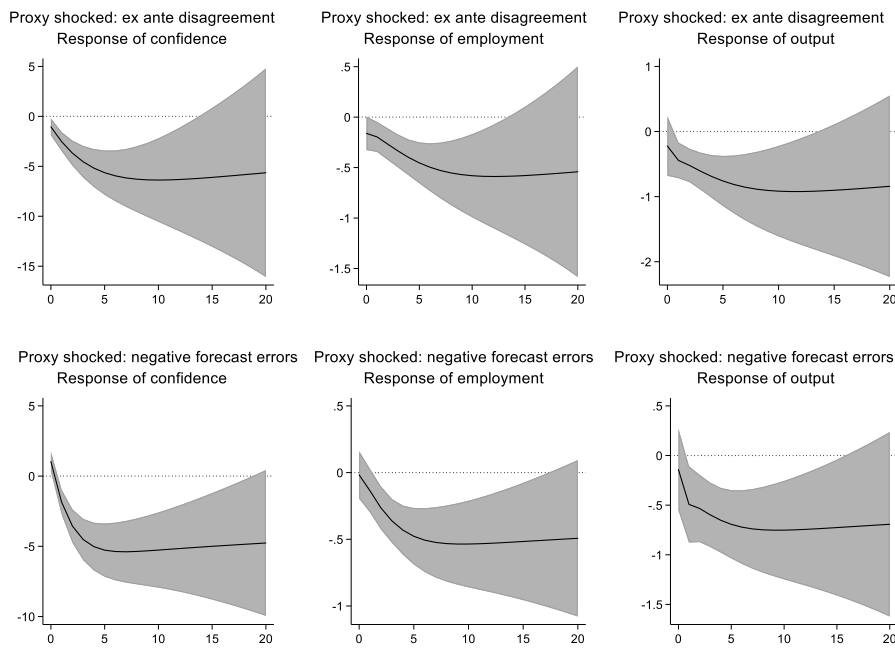 Proxy shocked: ex ante disagreement
Response of confidence
5
0
-5
-10
-15
0 5 10 15 20
Proxy shocked: ex ante disagreement
Response of employment
.5
0
-.5
-1
-1.5
0 5 10 15 20
Proxy shocked: ex ante disagreement
Response of output
1
0
-1
-2
0 5 10 15 20
Proxy shocked: negative forecast errors
Response of confidence
5
0
-5
-10
0 5 10 15 20
Proxy shocked: negative forecast errors
Response of employment
.5
0
-.5
-1
0 5 10 15 20
Proxy shocked: negative forecast errors
Response of output
.5
0
-.5
-1
-1.5
0 5 10 15 20